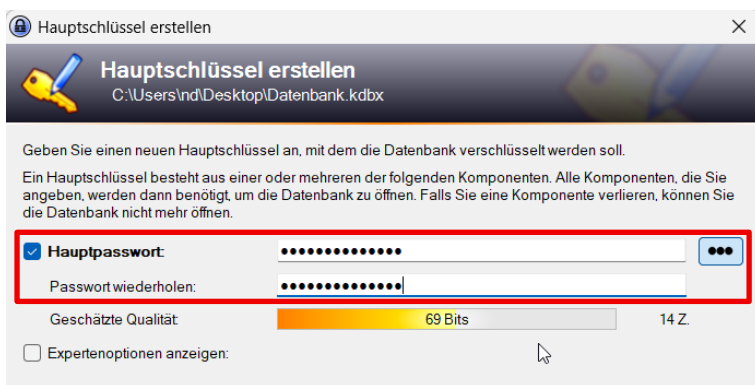 Hauptschlüssel erstellen
Hauptschlüssel erstellen
C:\Users\nd\Desktop\Datenbank.kdbx
Geben Sie einen neuen Hauptschlüssel an, mit dem die Datenbank verschlüsselt werden soll.
Ein Hauptschlüssel besteht aus einer oder mehreren der folgenden Komponenten. Alle Komponenten, die Sie
angeben, werden dann benötigt, um die Datenbank zu öffnen. Falls Sie eine Komponente verlieren, können Sie
die Datenbank nicht mehr öffnen.
Hauptpasswort: ●●●●●●●●●●●●●● ●●●
Passwort wiederholen: ●●●●●●●●●●●●●●
Geschätzte Qualität: 69 Bits 14 Z.
Expertenoptionen anzeigen: